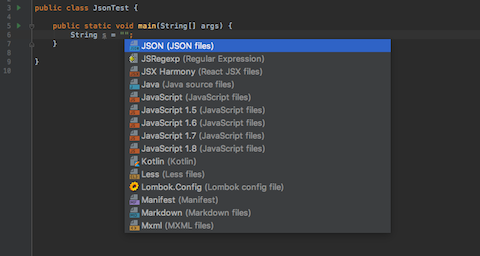 3 public class JsonTest {
4
5 public static void main(String[] args) {
6 String s = "";
7 }
8
9 }
10
JSON (JSON files)
JSRegexp (Regular Expression)
JSX Harmony (React JSX files)
Java (Java source files)
JavaScript (JavaScript files)
JavaScript 1.5 (JavaScript files)
JavaScript 1.6 (JavaScript files)
JavaScript 1.7 (JavaScript files)
JavaScript 1.8 (JavaScript files)
Kotlin (Kotlin)
Less (Less files)
Lombok.Config (Lombok config file)
Manifest (Manifest)
Markdown (Markdown files)
Mxml (MXML files)